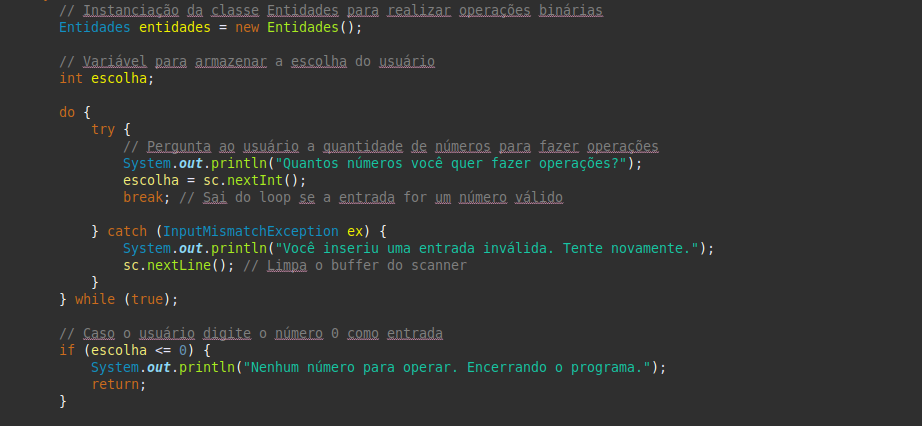 // Instanciação da classe Entidades para realizar operações binárias
Entidades entidades = new Entidades();
// Variável para armazenar a escolha do usuário
int escolha;
do {
try {
// Pergunta ao usuário a quantidade de números para fazer operações
System.out.println("Quantos números você quer fazer operações?");
escolha = sc.nextInt();
break; // Sai do loop se a entrada for um número válido
} catch (InputMismatchException ex) {
System.out.println("Você inseriu uma entrada inválida. Tente novamente.");
sc.nextLine(); // Limpa o buffer do scanner
}
} while (true);
// Caso o usuário digite o número 0 como entrada
if (escolha <= 0) {
System.out.println("Nenhum número para operar. Encerrando o programa.");
return;
}